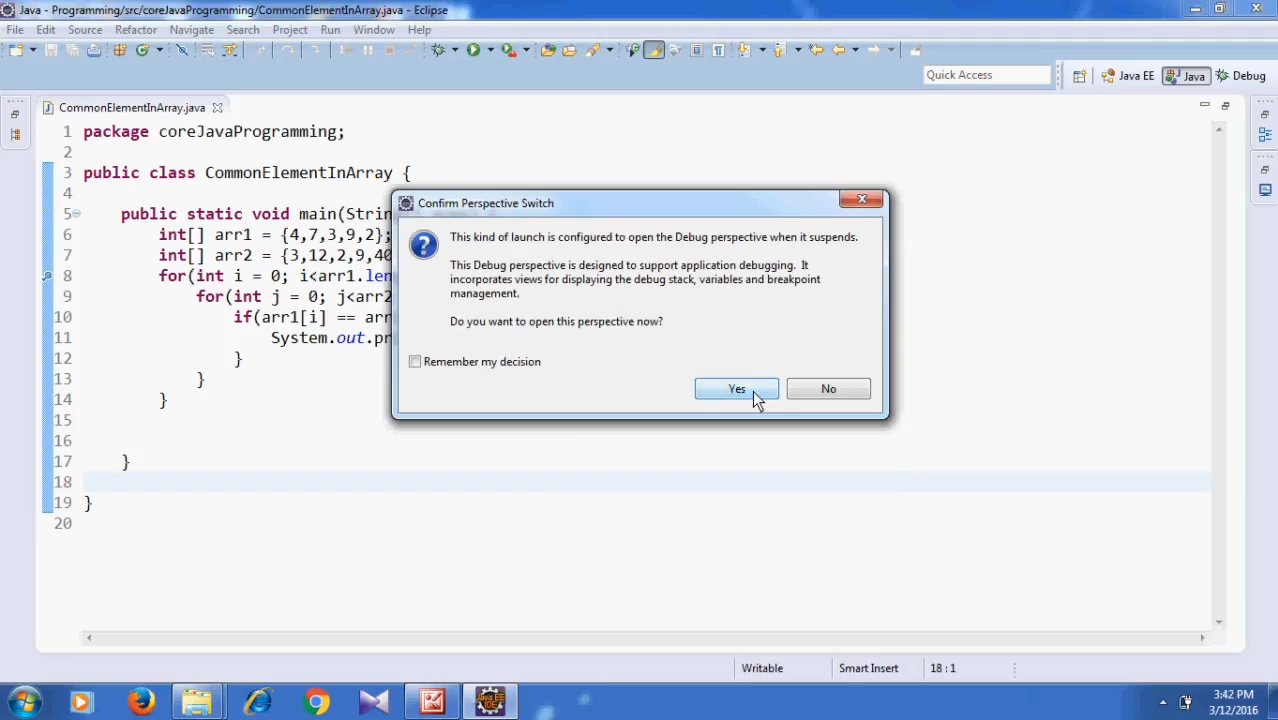 Java - Programming/src/coreJavaProgramming/CommonElementInArray.java - Eclipse
File Edit Source Refactor Navigate Search Project Run Window Help
Quick Access Java EE Java Debug
CommonElementInArray.java
1 package coreJavaProgramming;
2
3 public class CommonElementInArray {
4
5 public static void main(Strin
6 int[] arr1 = {4,7,3,9,2};
7 int[] arr2 = {3,12,2,9,40
8 for(int i = 0; i<arr1.len
9 for(int j = 0; j<arr2
10 if(arr1[i] == arr
11 System.out.pr
12 }
13 }
14 }
15
16
17 }
18
19 }
20
Confirm Perspective Switch
This kind of launch is configured to open the Debug perspective when it suspends.
This Debug perspective is designed to support application debugging. It
incorporates views for displaying the debug stack, variables and breakpoint
management.
Do you want to open this perspective now?
Remember my decision
Yes No
Writable Smart Insert 18 : 1
Java EE
IDE
3:42 PM
3/12/2016